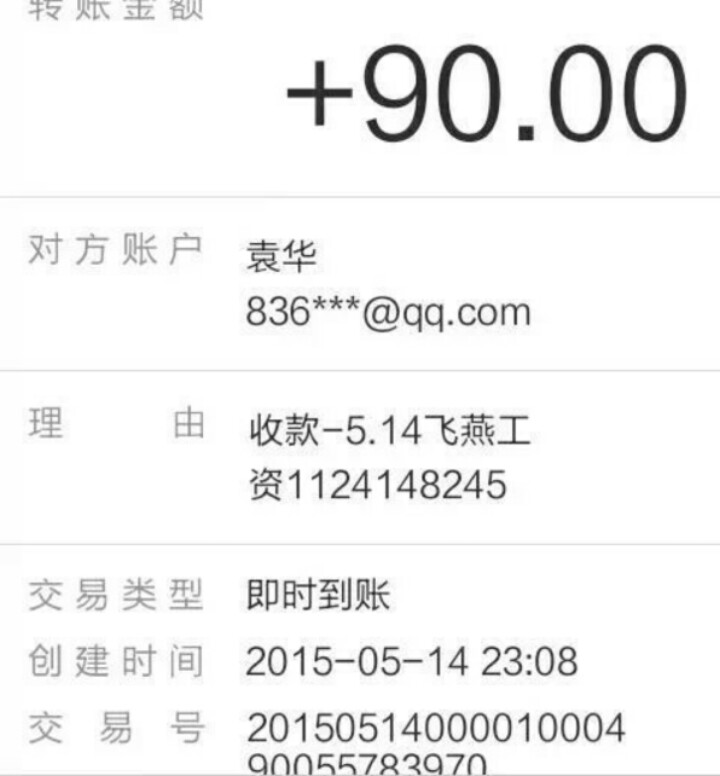 转账金额
+90.00
对方账户 袁华
836***@qq.com
理由 收款-5.14飞燕工
资1124148245
交易类型 即时到账
创建时间 2015-05-14 23:08
交易号 20150514000010004
90055783970